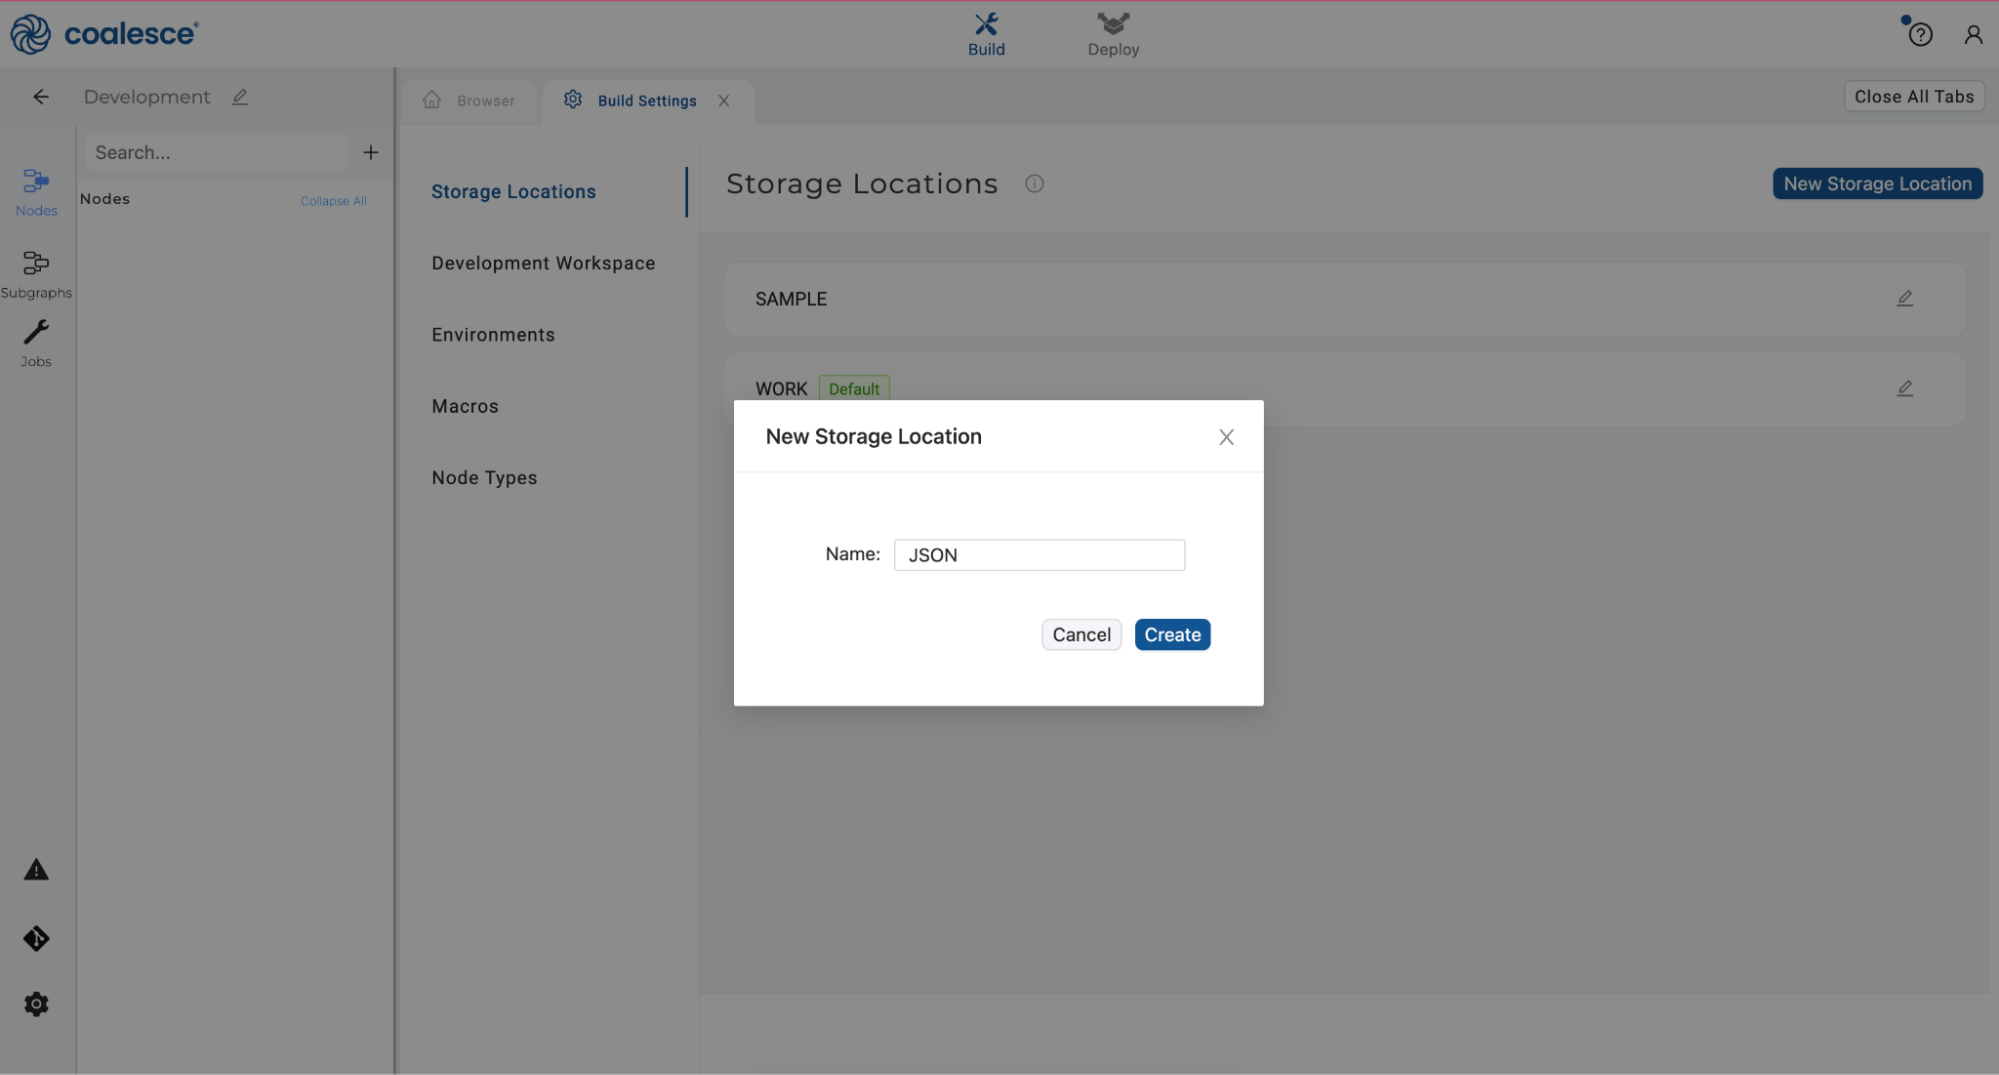 coalesce®
Build
Deploy
Development
Browser
Build Settings
Close All Tabs
Search...
Nodes
Nodes
Collapse All
Subgraphs
Jobs
Storage Locations
Development Workspace
Environments
Macros
Node Types
Storage Locations
New Storage Location
SAMPLE
WORK Default
New Storage Location
Name: JSON
Cancel Create